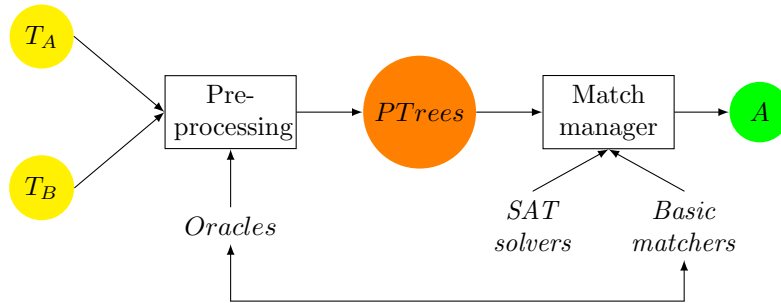 T_A
Pre-
processing
PTrees
Match
manager
A
T_B
Oracles
SAT
solvers
Basic
matchers